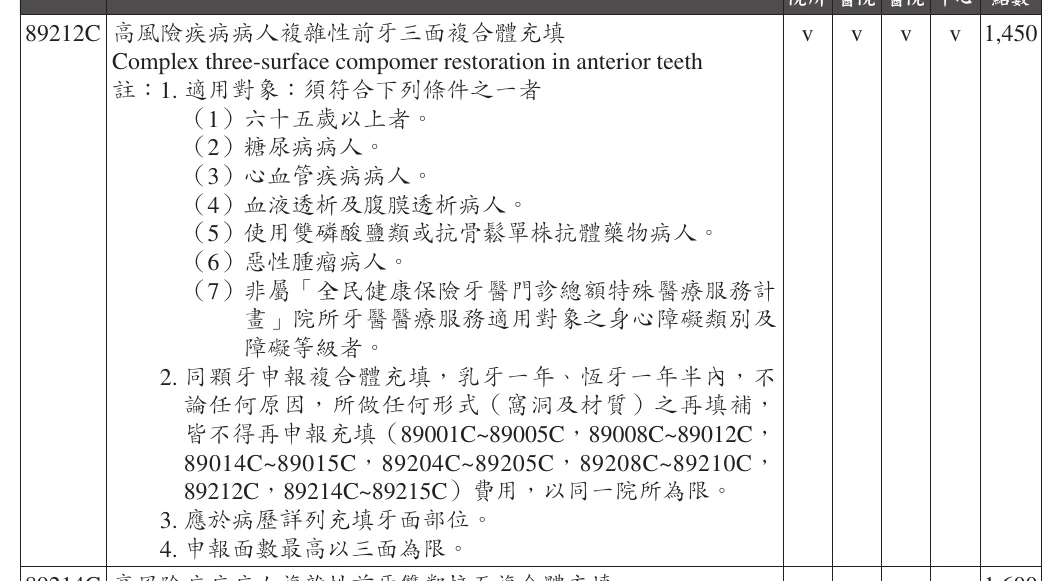 89212C 高風險疾病病人複雜性前牙三面複合體充填 v v v v 1,450
Complex three-surface compomer restoration in anterior teeth
註：1. 適用對象：須符合下列條件之一者
（1）六十五歲以上者。
（2）糖尿病病人。
（3）心血管疾病病人。
（4）血液透析及腹膜透析病人。
（5）使用雙磷酸鹽類或抗骨鬆單株抗體藥物病人。
（6）惡性腫瘤病人。
（7）非屬「全民健康保險牙醫門診總額特殊醫療服務計
畫」院所牙醫醫療服務適用對象之身心障礙類別及
障礙等級者。
2. 同顆牙申報複合體充填，乳牙一年、恆牙一年半內，不
論任何原因，所做任何形式（窩洞及材質）之再填補，
皆不得再申報充填（89001C~89005C，89008C~89012C，
89014C~89015C，89204C~89205C，89208C~89210C，
89212C，89214C~89215C）費用，以同一院所為限。
3. 應於病歷詳列充填牙面部位。
4. 申報面數最高以三面為限。